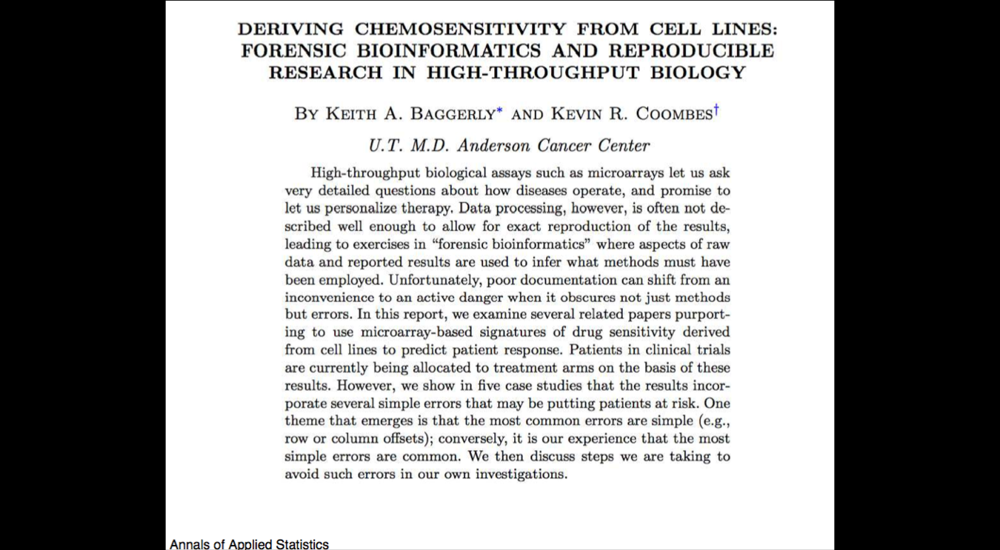 DERIVING CHEMOSENSITIVITY FROM CELL LINES:
FORENSIC BIOINFORMATICS AND REPRODUCIBLE
RESEARCH IN HIGH-THROUGHPUT BIOLOGY
BY KEITH A. BAGGERLY* AND KEVIN R. COOMBES†
U.T. M.D. Anderson Cancer Center
High-throughput biological assays such as microarrays let us ask
very detailed questions about how diseases operate, and promise to
let us personalize therapy. Data processing, however, is often not de-
scribed well enough to allow for exact reproduction of the results,
leading to exercises in “forensic bioinformatics” where aspects of raw
data and reported results are used to infer what methods must have
been employed. Unfortunately, poor documentation can shift from an
inconvenience to an active danger when it obscures not just methods
but errors. In this report, we examine several related papers purport-
ing to use microarray-based signatures of drug sensitivity derived
from cell lines to predict patient response. Patients in clinical trials
are currently being allocated to treatment arms on the basis of these
results. However, we show in five case studies that the results incor-
porate several simple errors that may be putting patients at risk. One
theme that emerges is that the most common errors are simple (e.g.,
row or column offsets); conversely, it is our experience that the most
simple errors are common. We then discuss steps we are taking to
avoid such errors in our own investigations.
Annals of Applied Statistics